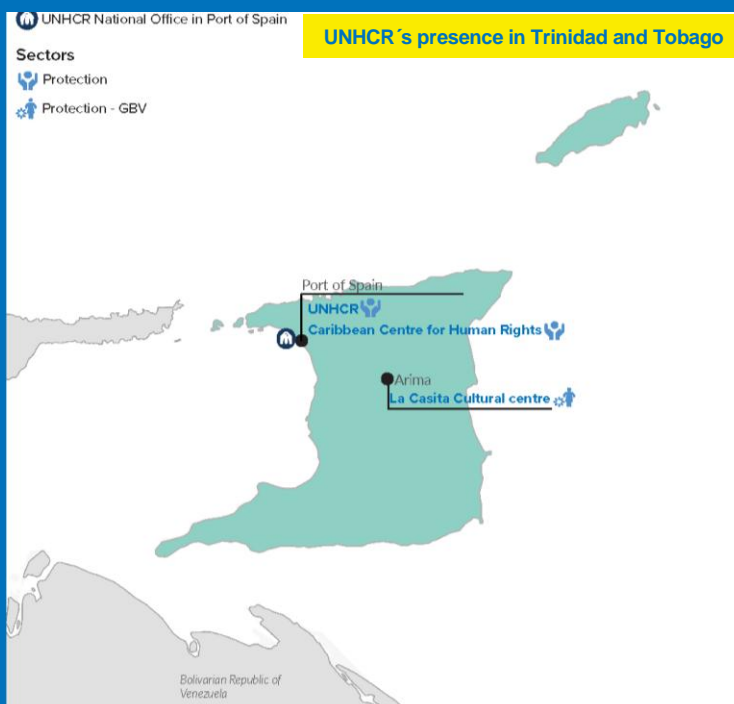 UNHCR National Office in Port of Spain
UNHCR´s presence in Trinidad and Tobago
Sectors
Protection
Protection - GBV
Port of Spain
UNHCR
Caribbean Centre for Human Rights
Arima
La Casita Cultural centre
Bolivarian Republic of
Venezuela